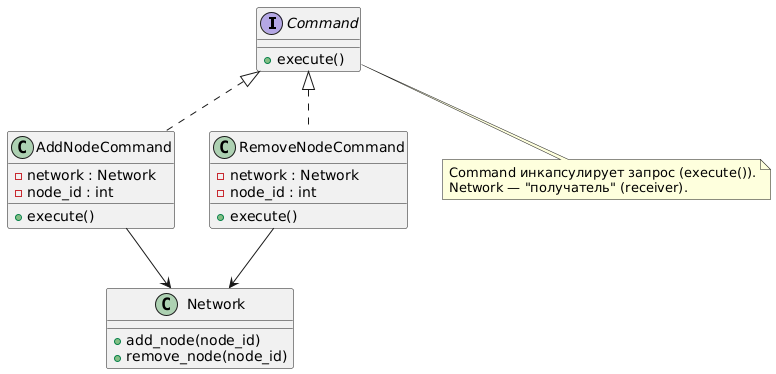 I Command
+ execute()
C AddNodeCommand
network : Network
node_id : int
execute()
C RemoveNodeCommand
network : Network
node_id : int
execute()
Command инкапсулирует запрос (execute()).
Network — "получатель" (receiver).
C Network
add_node(node_id)
remove_node(node_id)